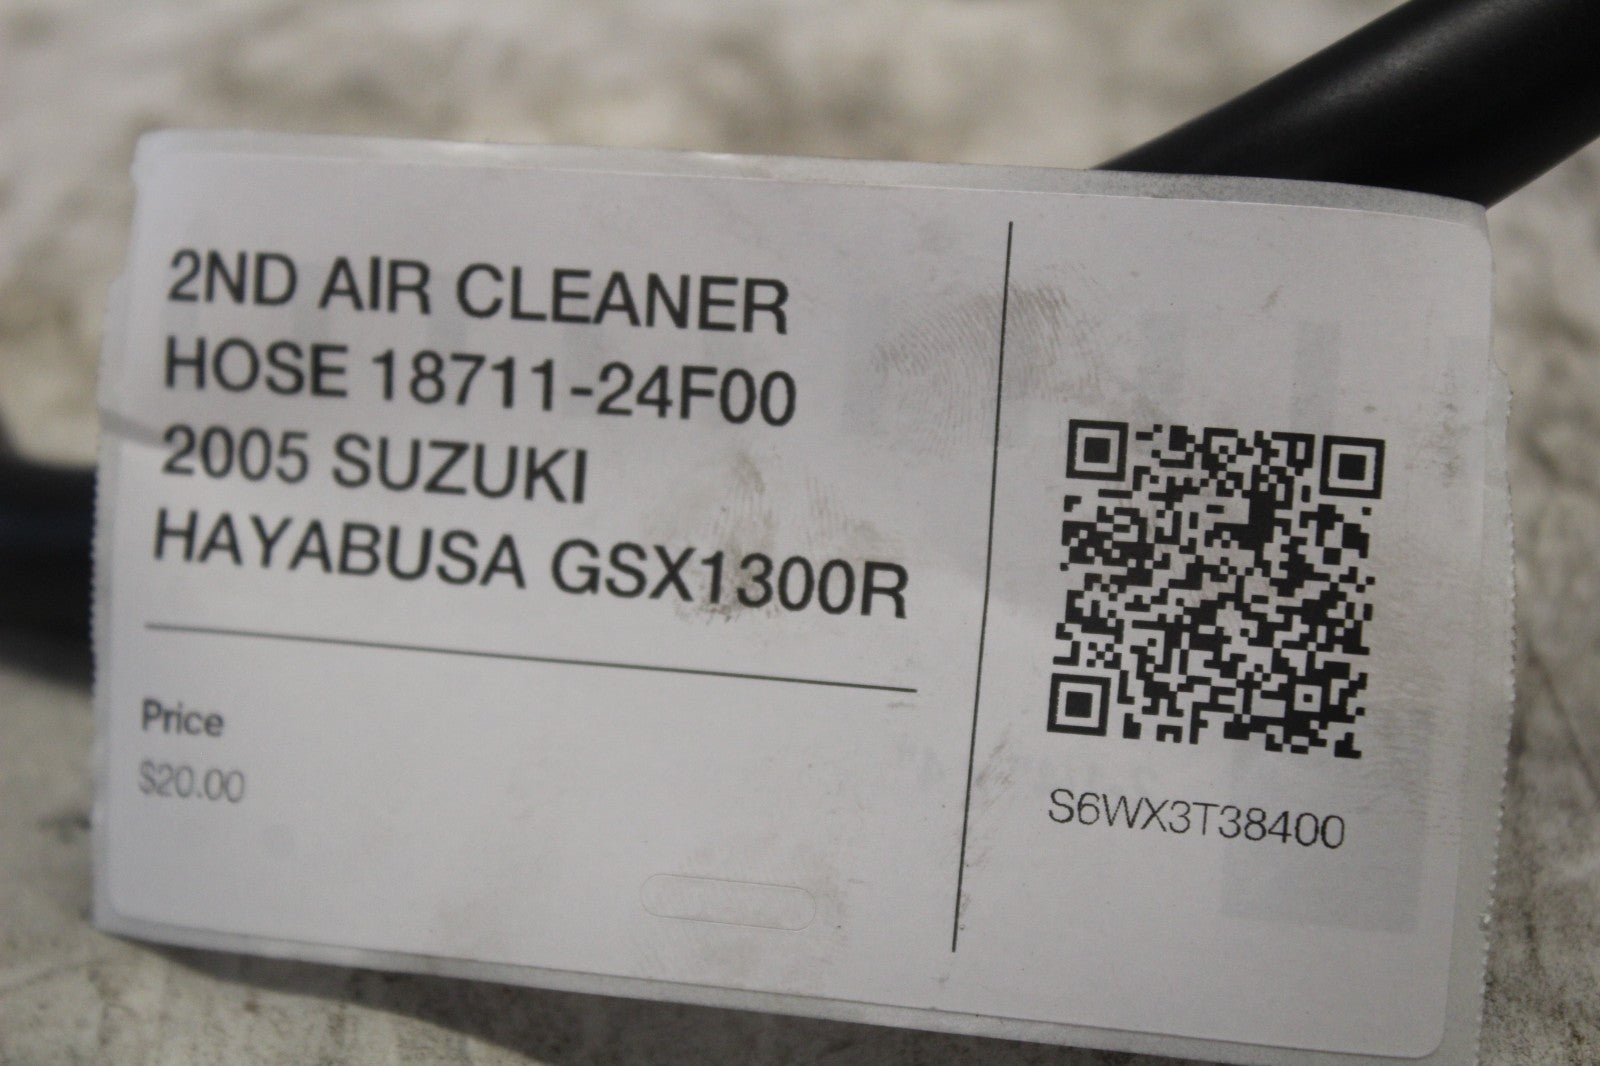 2ND AIR CLEANER
HOSE 18711-24F00
2005 SUZUKI
HAYABUSA GSX1300R
Price
$20.00
S6WX3T38400